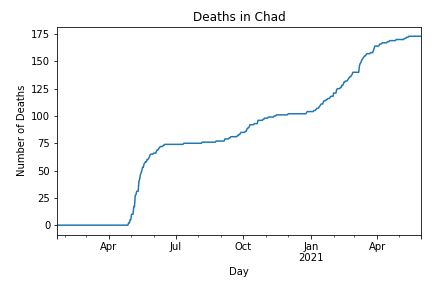 Deaths in Chad
Number of Deaths
175
150
125
100
75
50
25
0
Apr
Jul
Oct
Jan
2021
Apr
Day